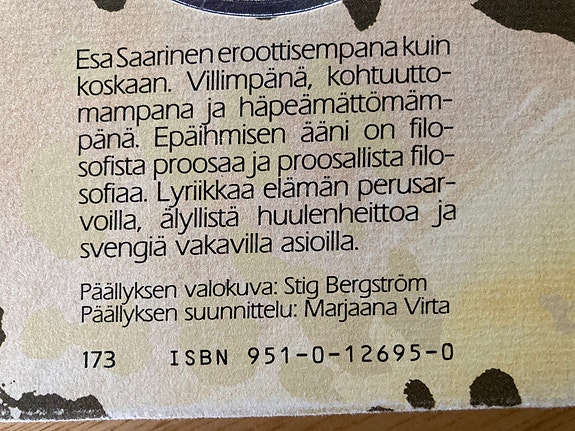 Esa Saarinen eroottisempana kuin
koskaan. Villimpänä, kohtuutto-
mampana ja häpeämättömäm-
pänä. Epäihmisen ääni on filo-
sofista proosaa ja proosallista filo-
sofiaa. Lyriikkaa elämän perusar-
voilla, älyllistä huulenheittoa ja
svengiä vakavilla asioilla.
Päällyksen valokuva: Stig Bergström
Päällyksen suunnittelu: Marjaana Virta
173 ISBN 951-0-12695-0